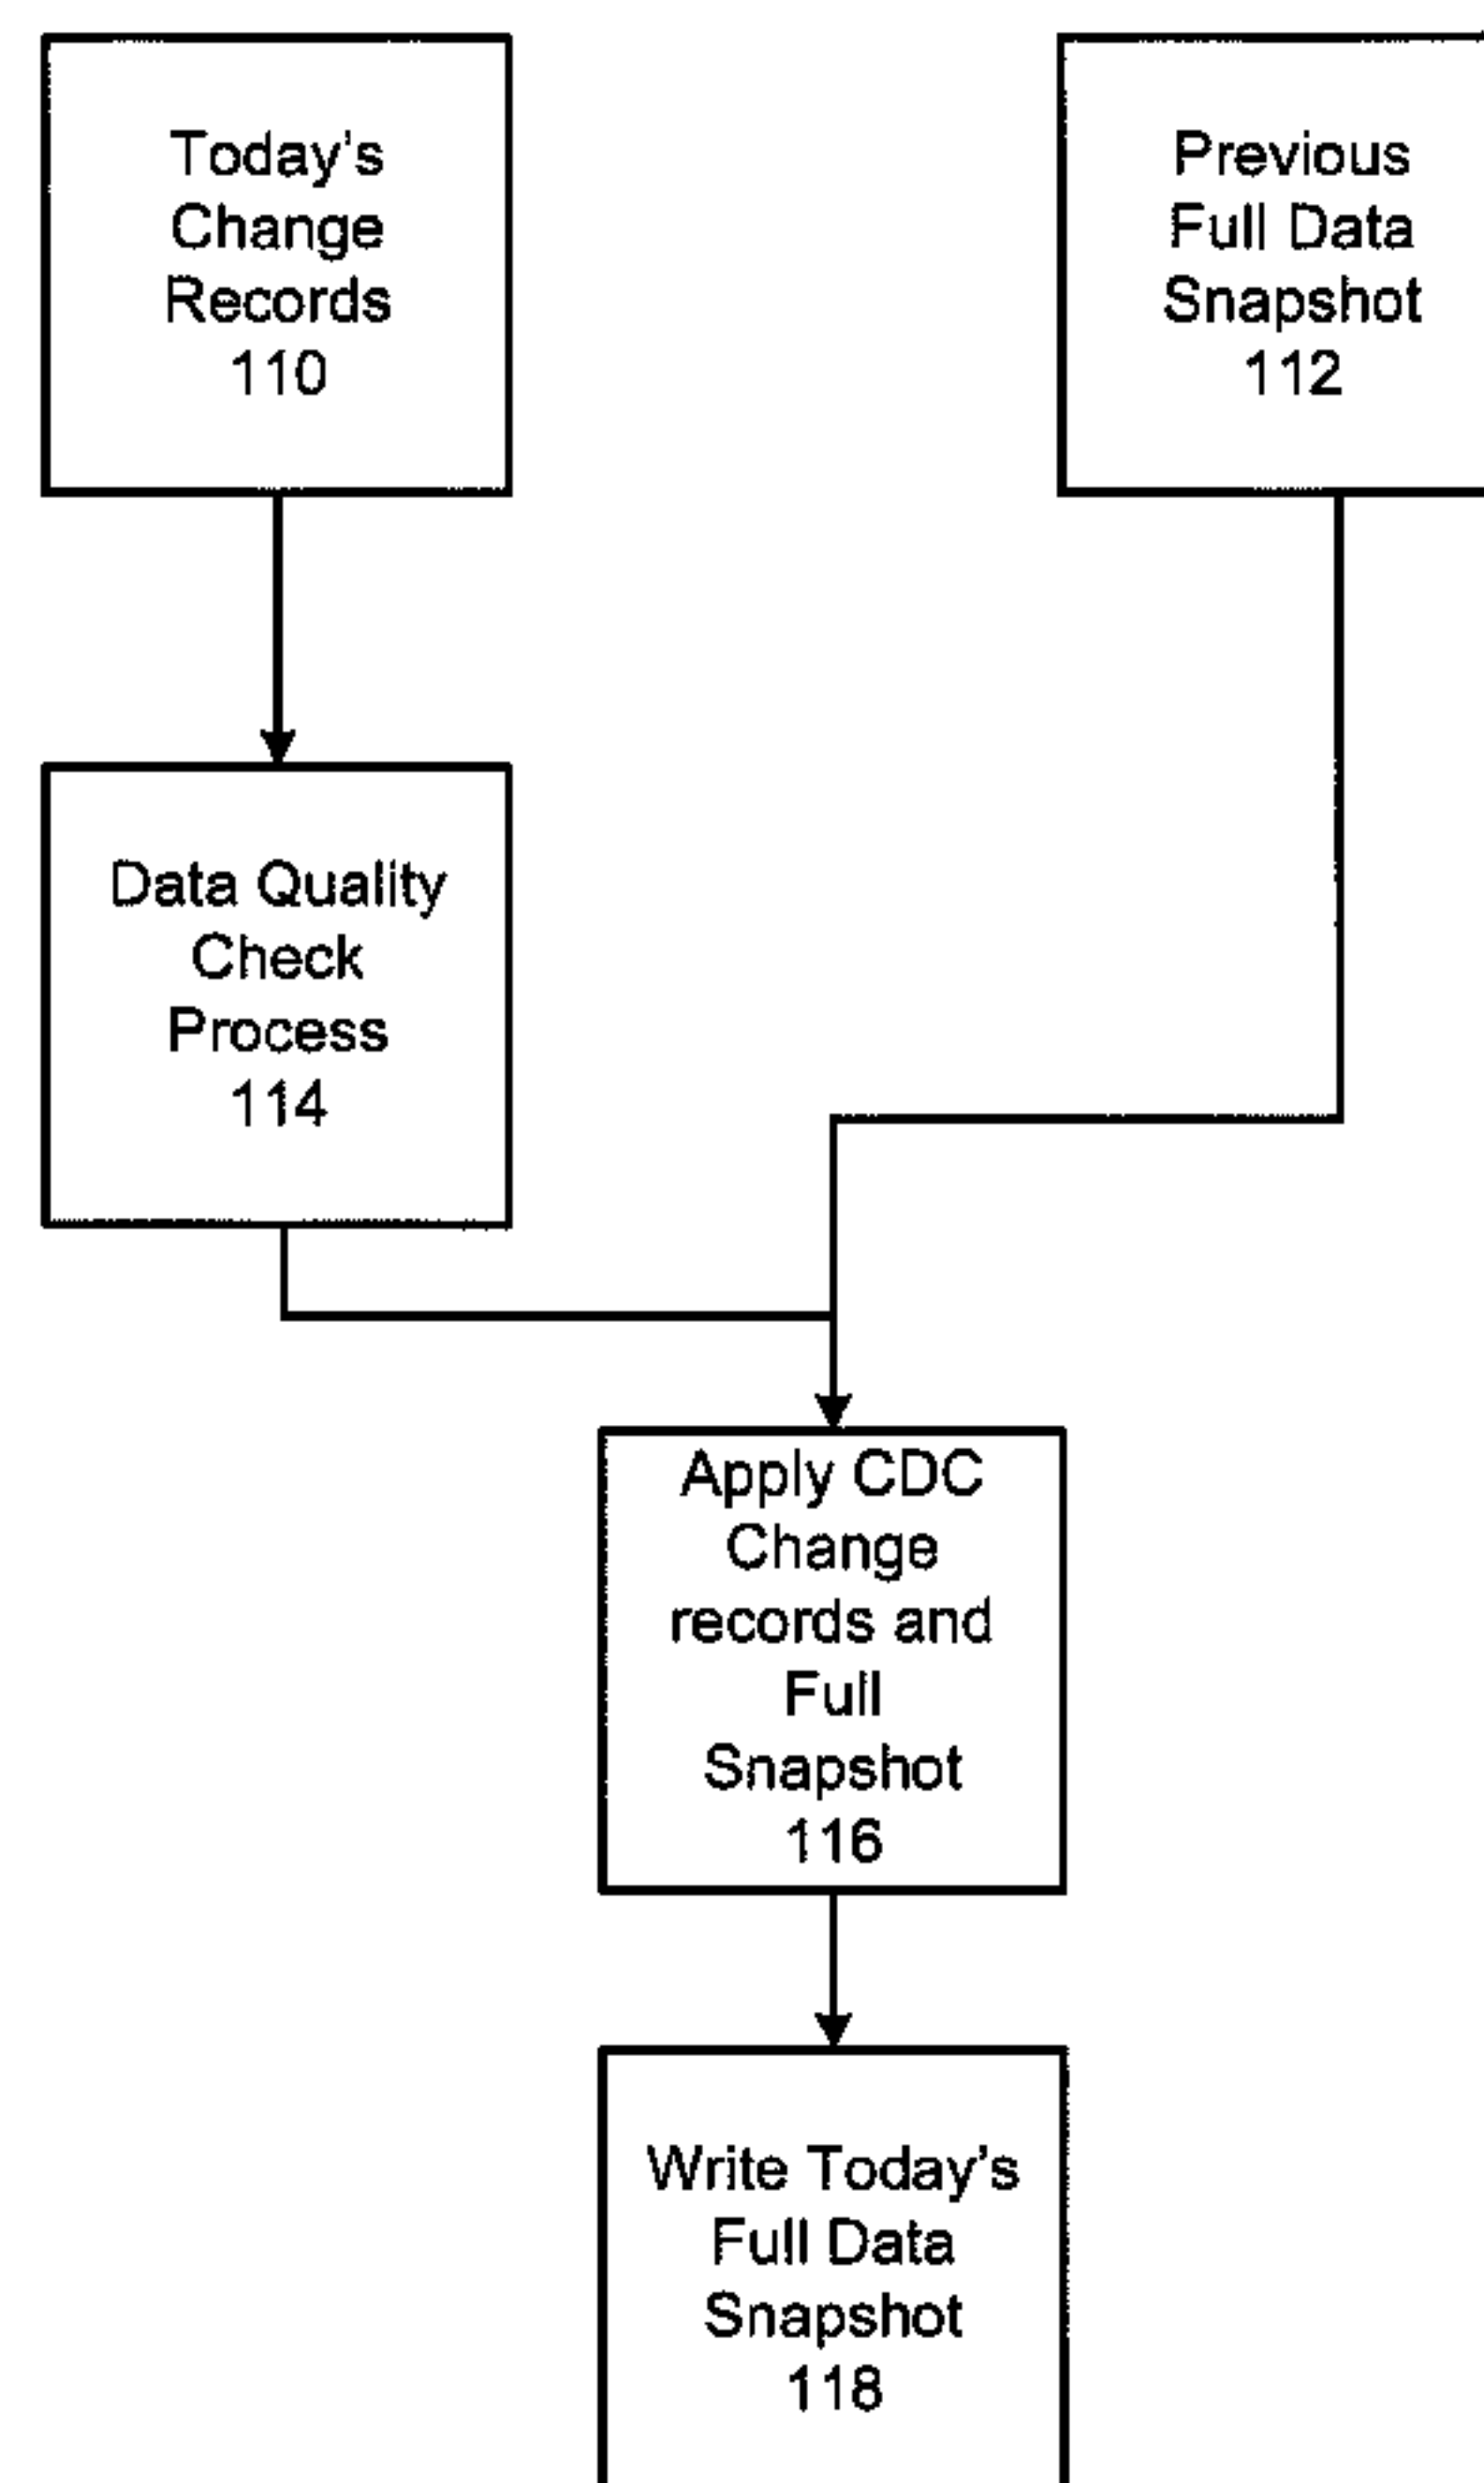 Today's
Change
Records
110
Previous
Full Data
Snapshot
112
Data Quality
Check
Process
114
Apply CDC
Change
records and
Full
Snapshot
116
Write Today's
Full Data
Snapshot
118